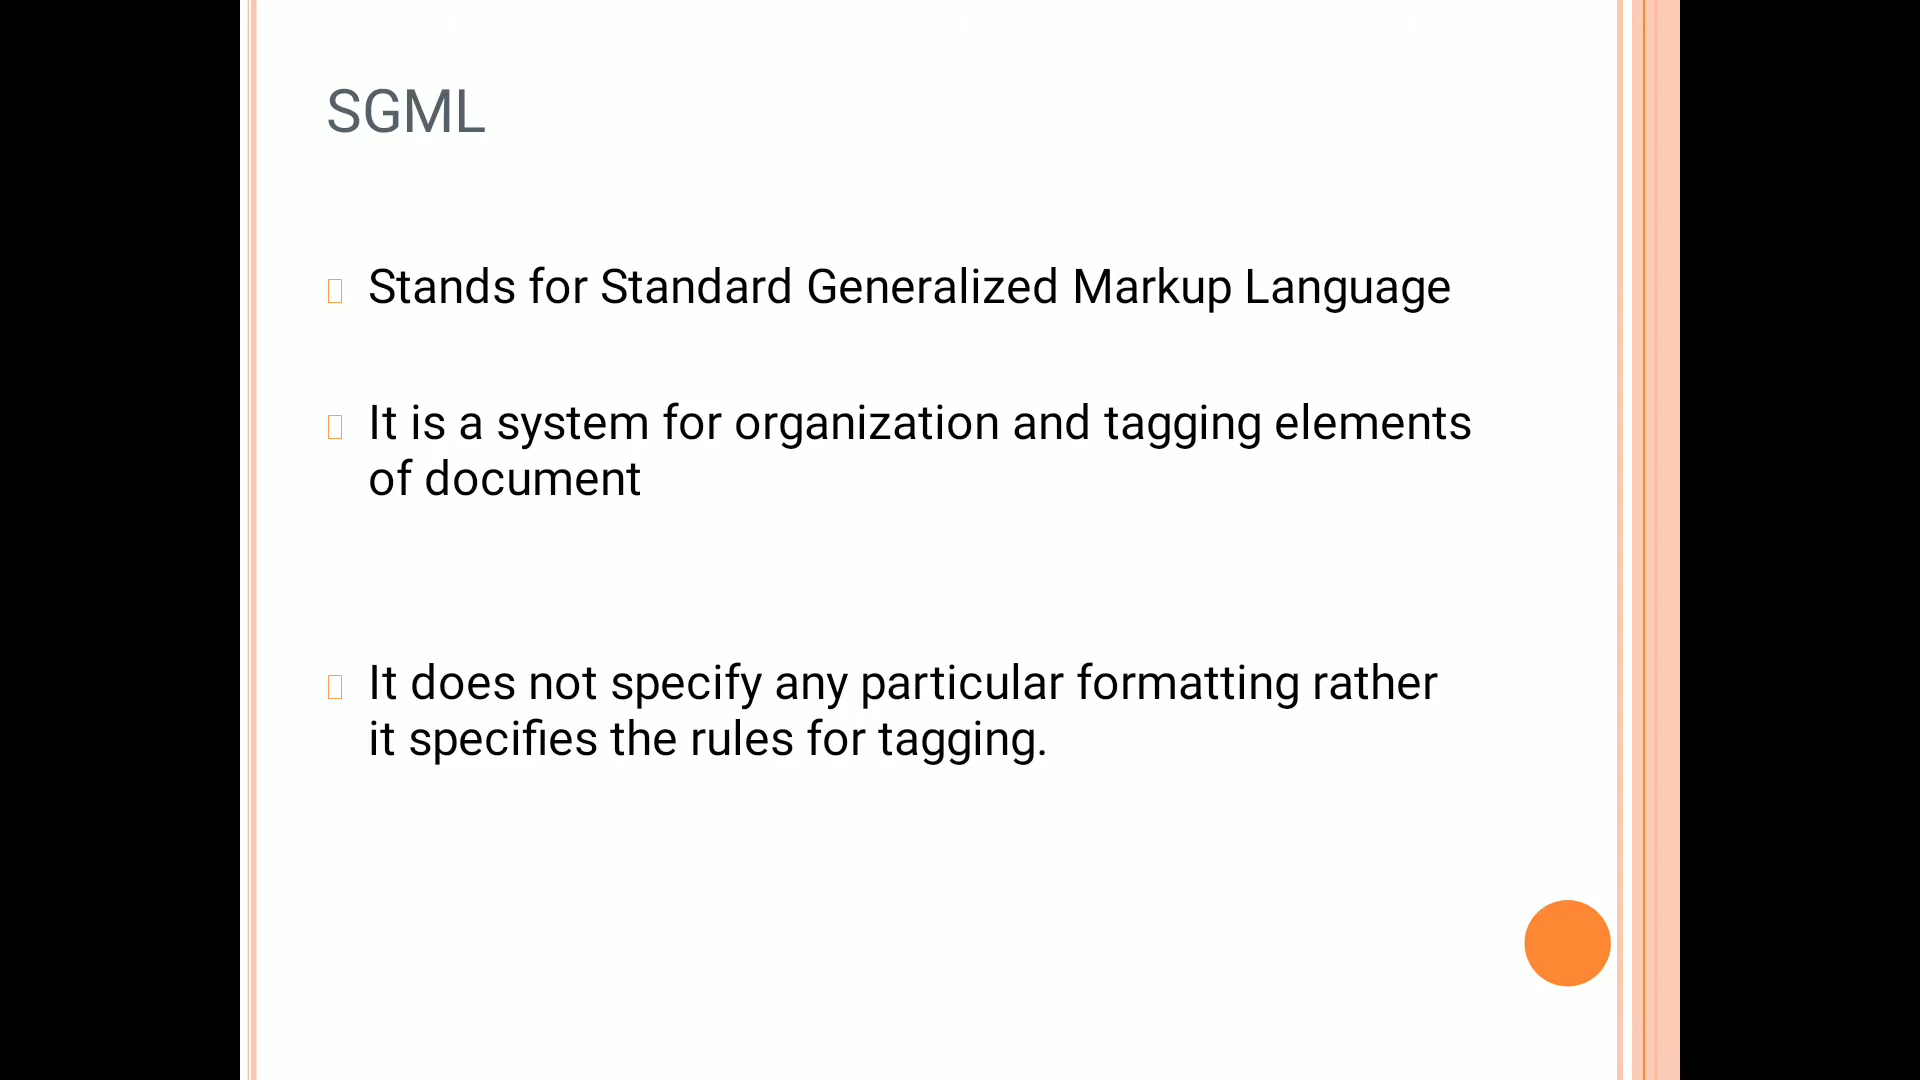 SGML
Stands for Standard Generalized Markup Language
It is a system for organization and tagging elements
of document
It does not specify any particular formatting rather
it specifies the rules for tagging.